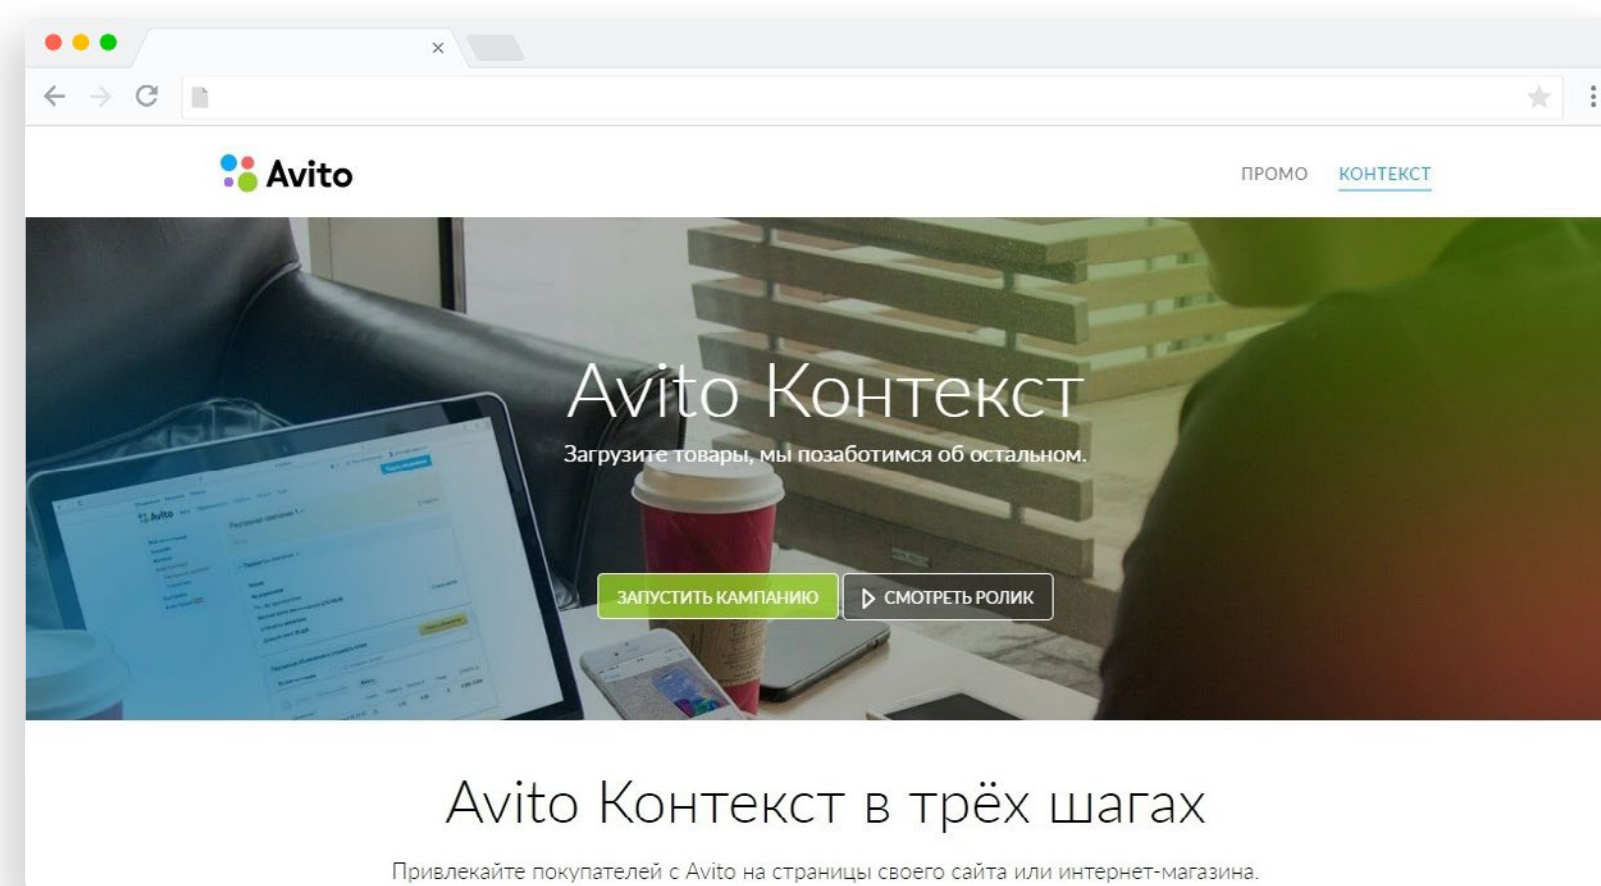 Avito
ПРОМО КОНТЕКСТ
Avito Контекст
Загрузите товары, мы позаботимся об остальном.
ЗАПУСТИТЬ КАМПАНИЮ СМОТРЕТЬ РОЛИК
Avito
Avito Контекст в трёх шагах
Привлекайте покупателей с Avito на страницы своего сайта или интернет-магазина.